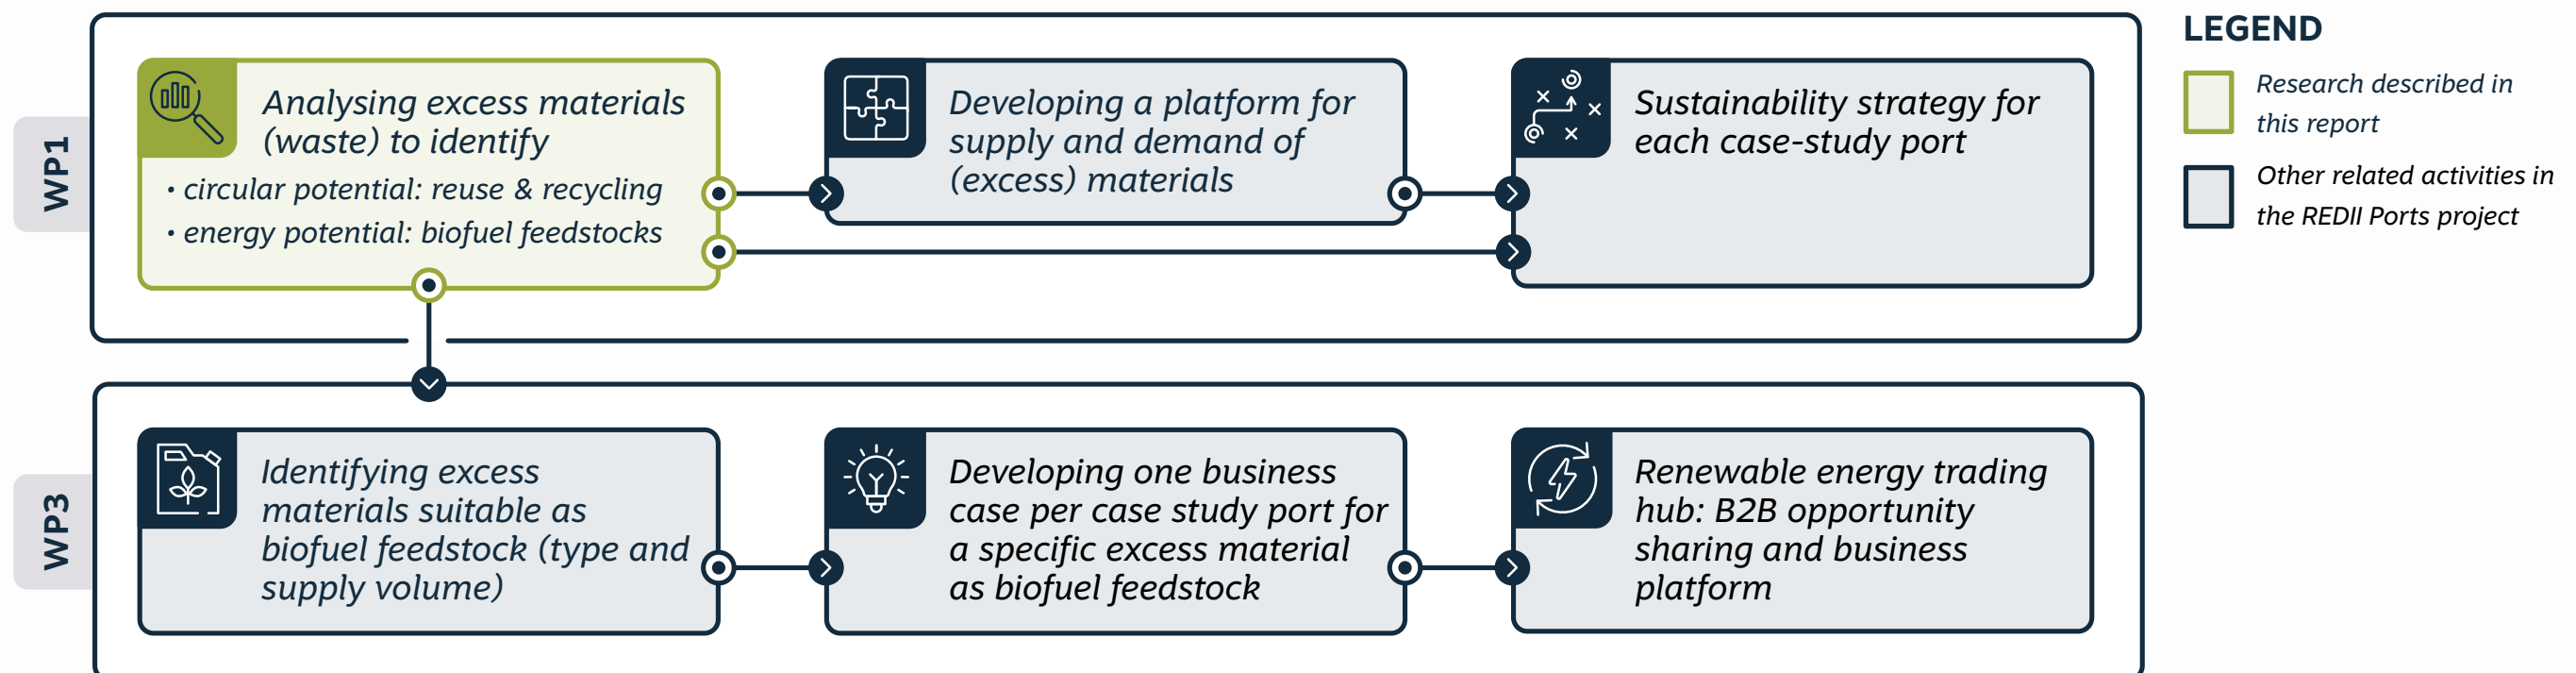 WP1
Analysing excess materials
(waste) to identify
• circular potential: reuse & recycling
• energy potential: biofuel feedstocks
Developing a platform for
supply and demand of
(excess) materials
Sustainability strategy for
each case-study port
LEGEND
Research described in
this report
Other related activities in
the REDII Ports project
WP3
Identifying excess
materials suitable as
biofuel feedstock (type and
supply volume)
Developing one business
case per case study port for
a specific excess material
as biofuel feedstock
Renewable energy trading
hub: B2B opportunity
sharing and business
platform